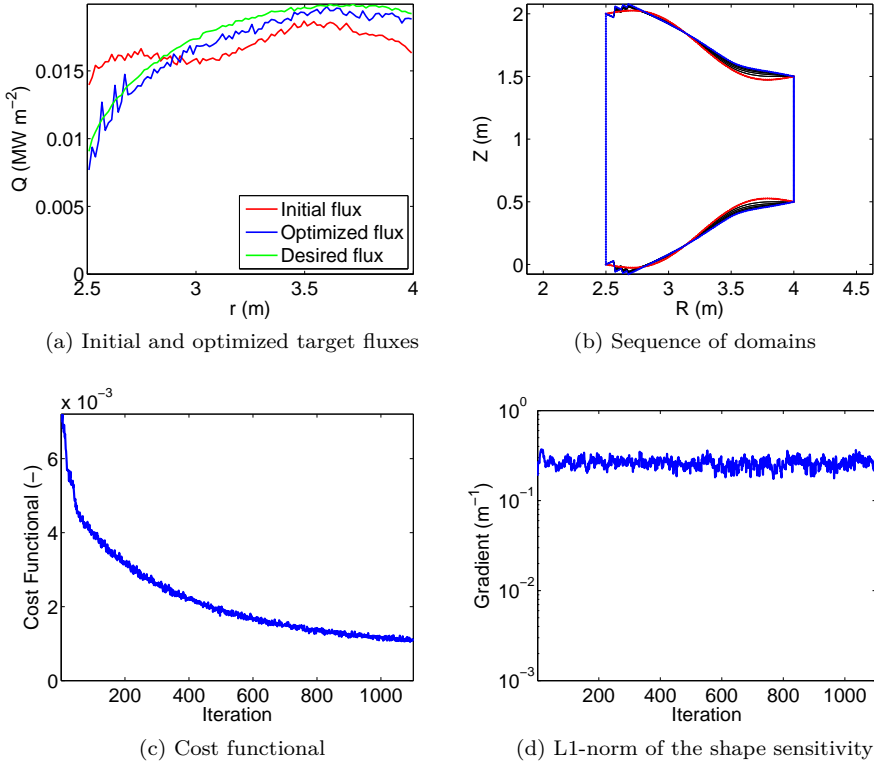 0.015
0.01
0.005
0
Q (MW m⁻²)
Initial flux
Optimized flux
Desired flux
2.5 3 3.5 4
r (m)
(a) Initial and optimized target fluxes
2
1.5
1
0.5
0
Z (m)
2 2.5 3 3.5 4 4.5
R (m)
(b) Sequence of domains
x 10⁻³
6
4
2
0
Cost Functional (−)
200 400 600 800 1000
Iteration
(c) Cost functional
10⁰
10⁻¹
10⁻²
10⁻³
Gradient (m⁻¹)
200 400 600 800 1000
Iteration
(d) L1-norm of the shape sensitivity